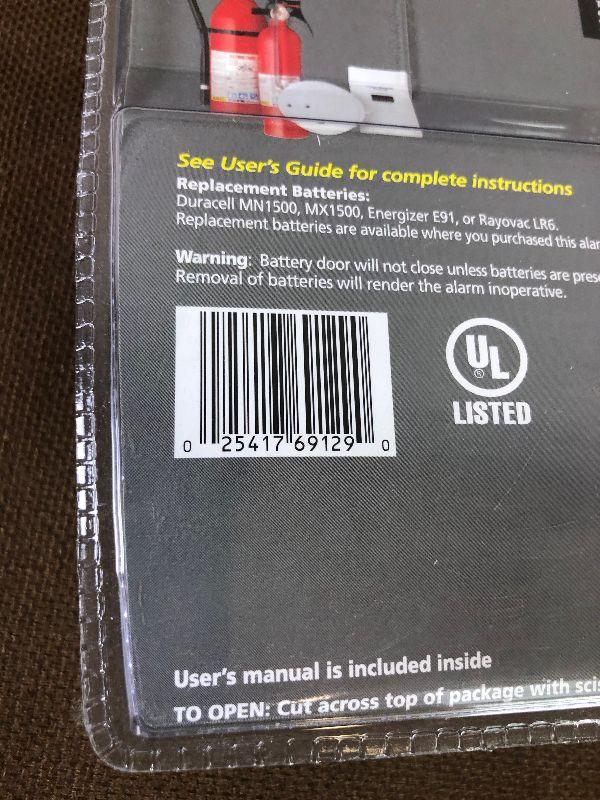 See User's Guide for complete instructions
Replacement Batteries:
Duracell MN1500, MX1500, Energizer E91, or Rayovac LR6.
Replacement batteries are available where you purchased this alar
Warning: Battery door will not close unless batteries are prese
Removal of batteries will render the alarm inoperative.
UL
®
LISTED
0 25417 69129 0
User's manual is included inside
TO OPEN: Cut across top of package with scis